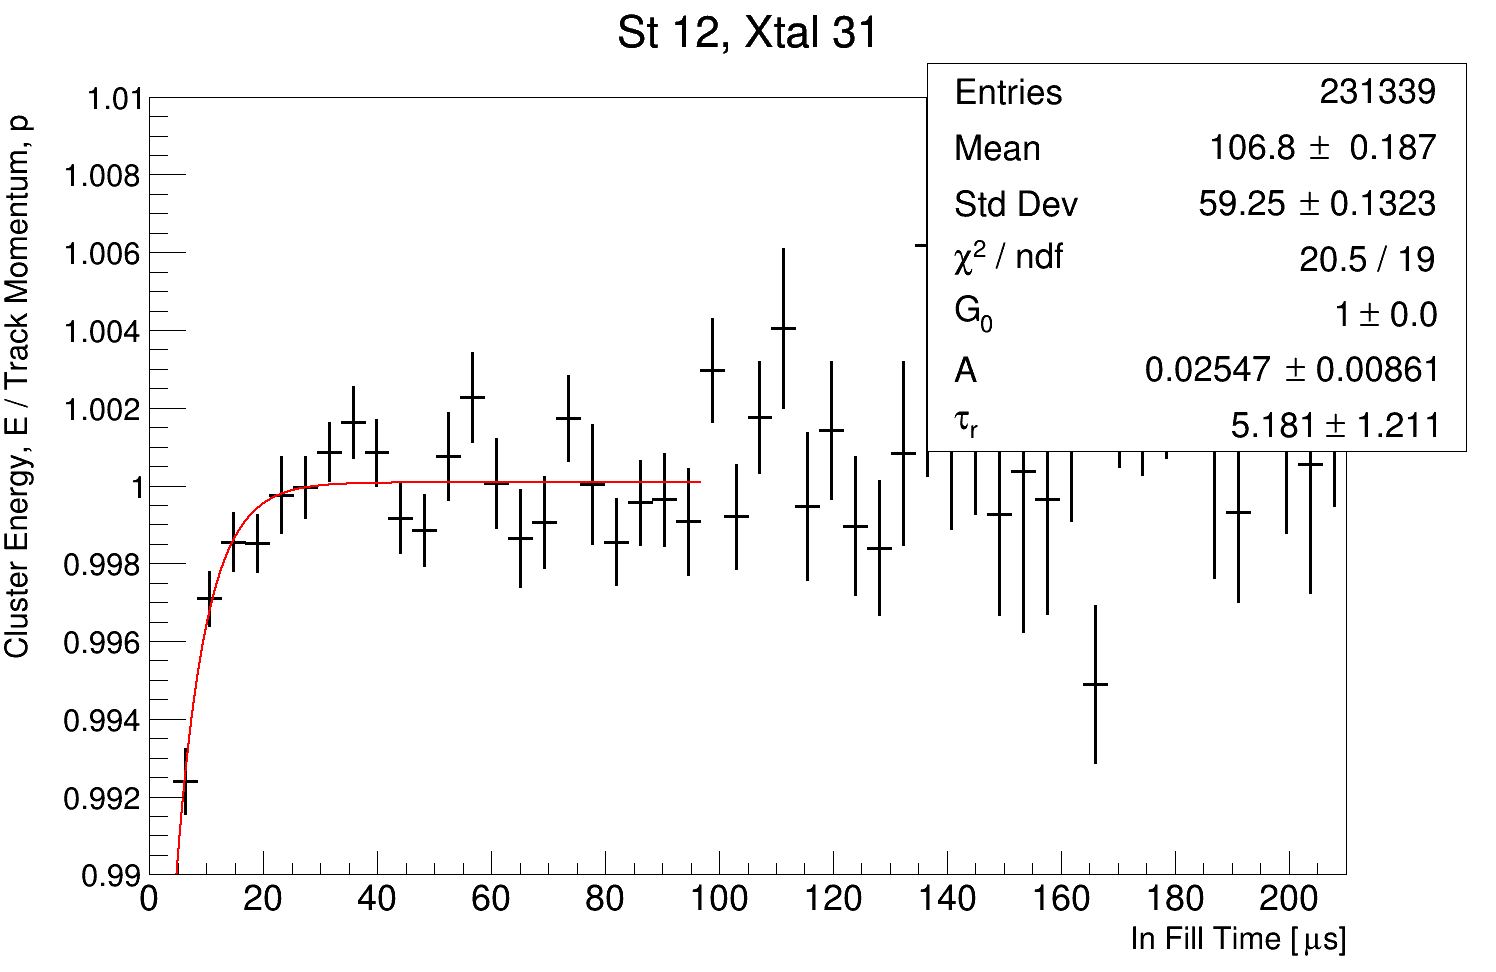 St 12, Xtal 31
Entries 231339
Mean 106.8 ± 0.187
Std Dev 59.25 ± 0.1323
χ² / ndf 20.5 / 19
G₀ 1 ± 0.0
A 0.02547 ± 0.00861
τᵣ 5.181 ± 1.211
Cluster Energy, E / Track Momentum, p
1.01
1.008
1.006
1.004
1.002
1
0.998
0.996
0.994
0.992
0.99
0 20 40 60 80 100 120 140 160 180 200
In Fill Time [μs]